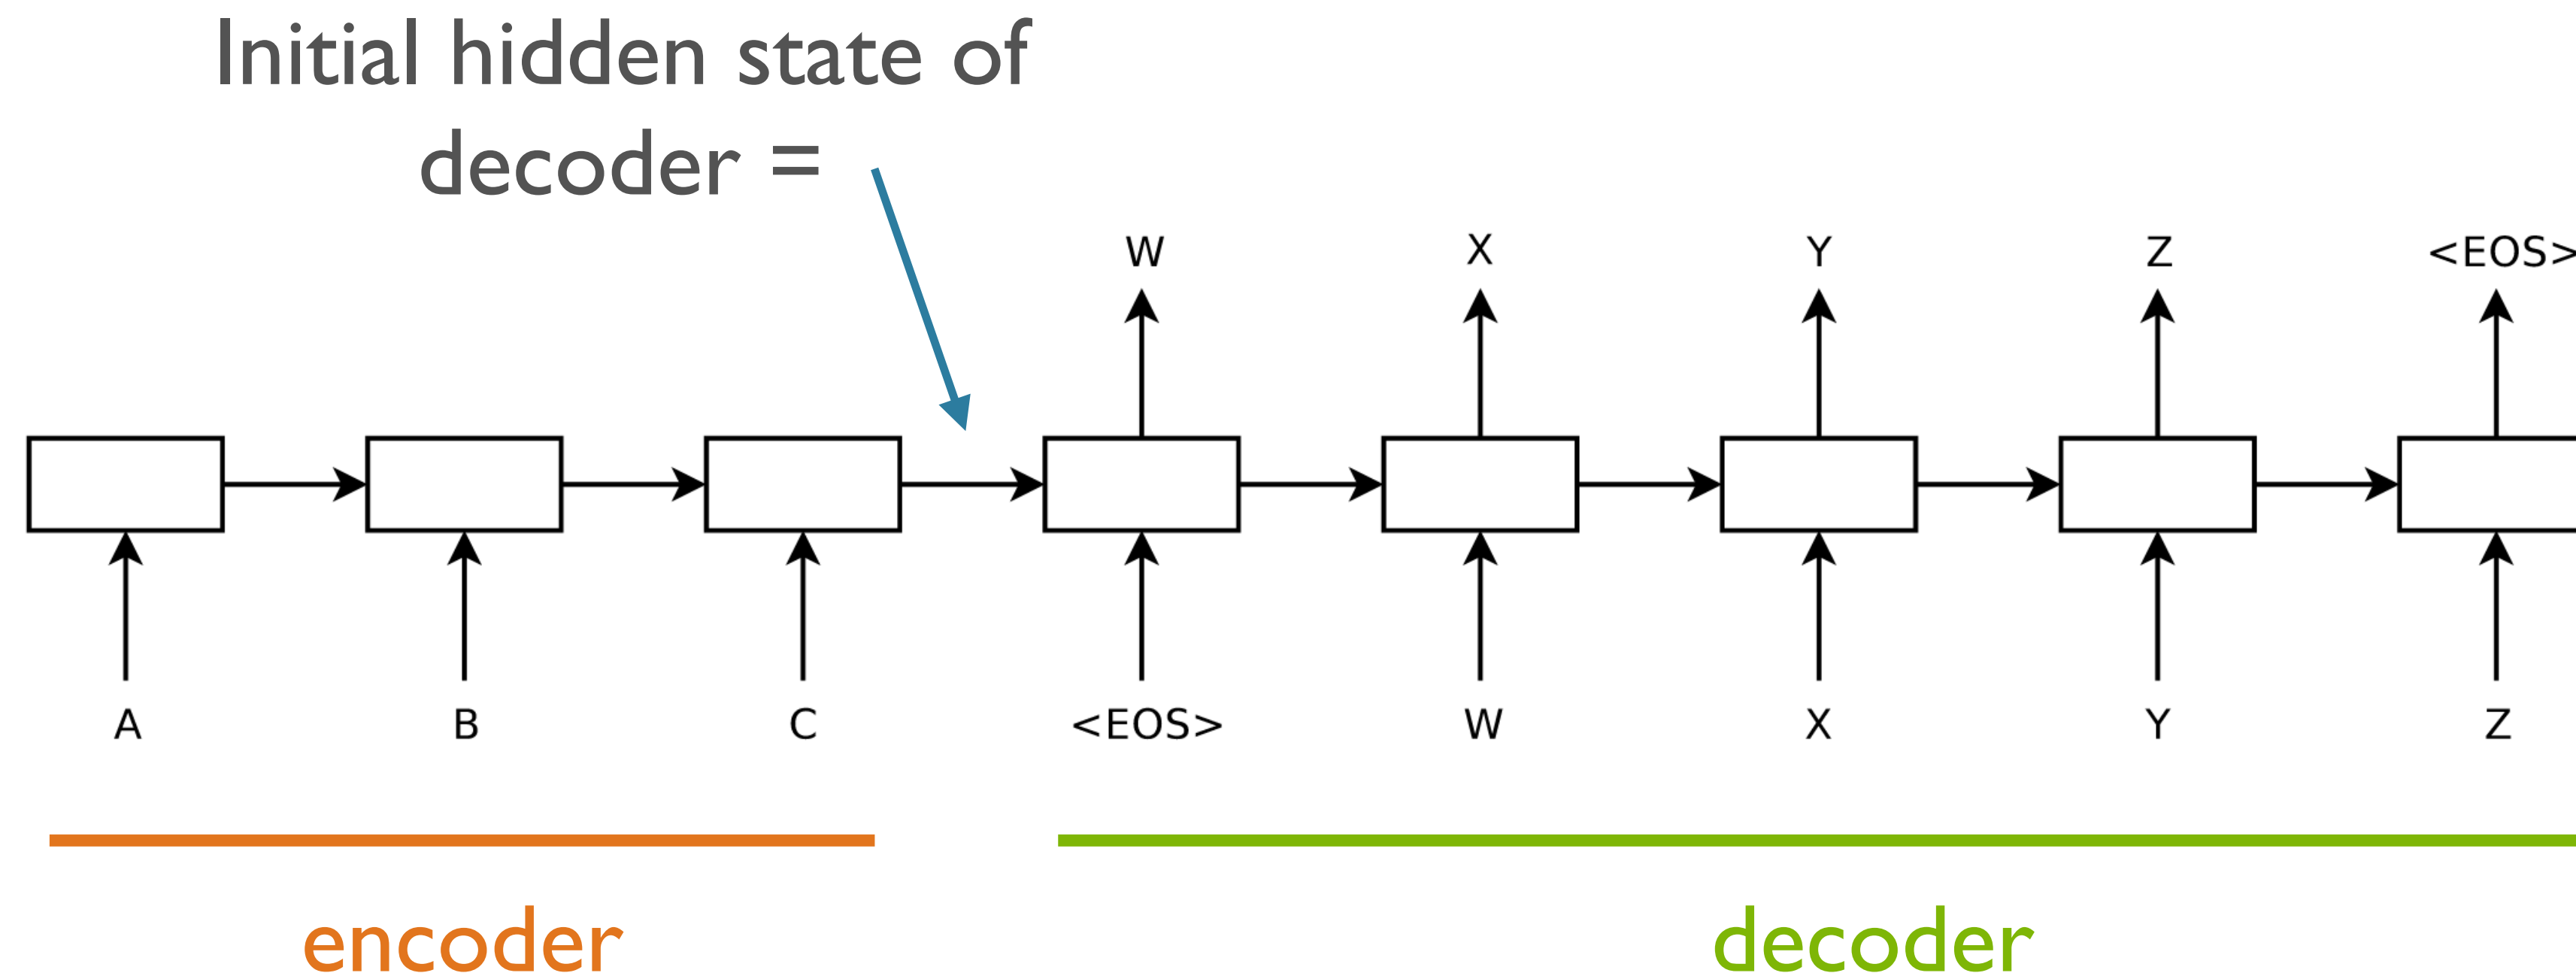 Initial hidden state of
decoder =
W X Y Z <EOS>
A B C <EOS> W X Y Z
encoder decoder